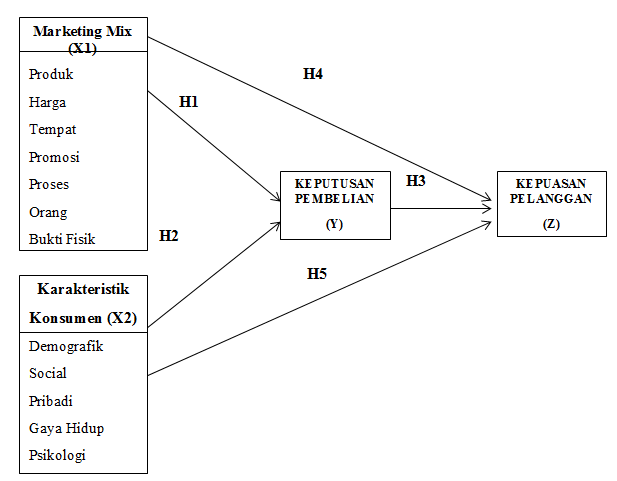 Marketing Mix
(X1)
Produk
Harga
Tempat
Promosi
Proses
Orang
Bukti Fisik
H4
H1
H2
KEPUTUSAN
PEMBELIAN
(Y)
H3
KEPUASAN
PELANGGAN
(Z)
H5
Karakteristik
Konsumen (X2)
Demografik
Social
Pribadi
Gaya Hidup
Psikologi